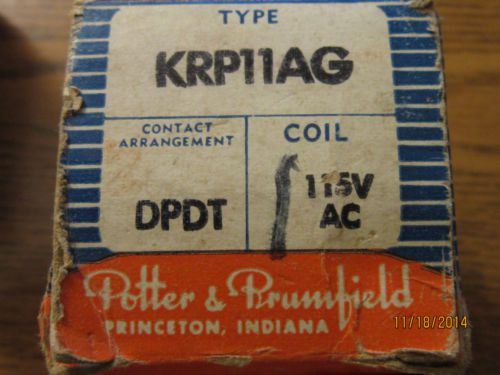 TYPE
KRP11AG
CONTACT
ARRANGEMENT
DPDT
COIL
115V
AC
Potter & Brumfield
PRINCETON, INDIANA
11/18/2014